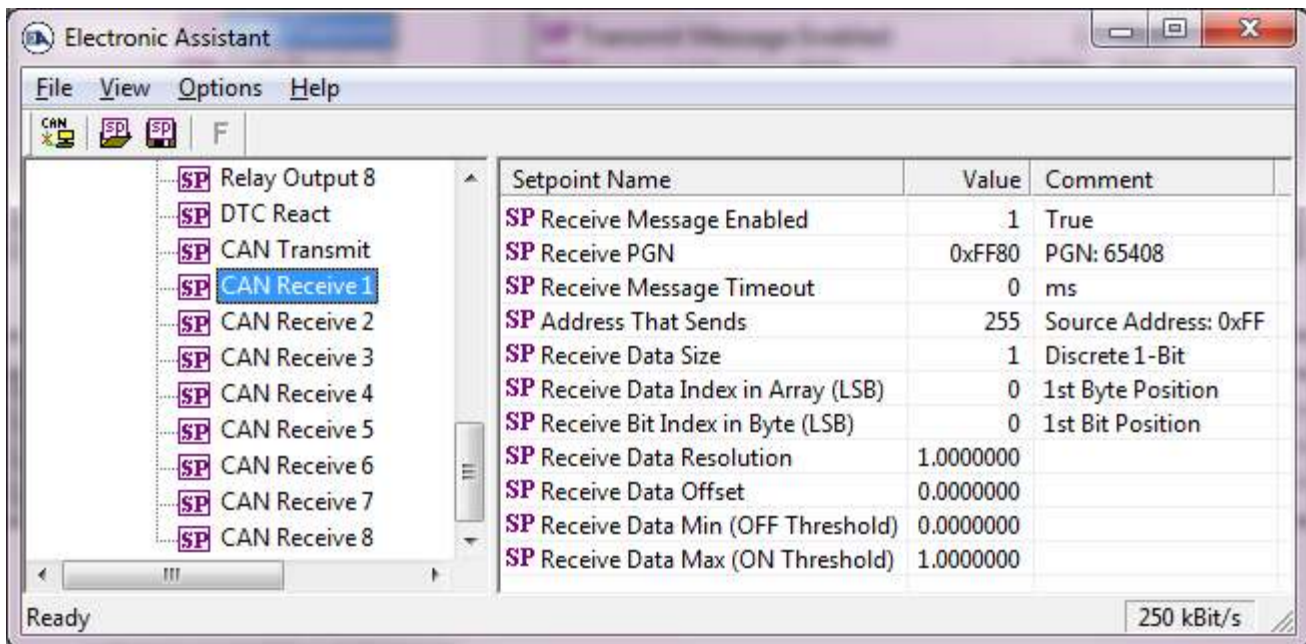 Electronic Assistant
File View Options Help
CAN SP SP F
SP Relay Output 8
SP DTC React
SP CAN Transmit
SP CAN Receive 1
SP CAN Receive 2
SP CAN Receive 3
SP CAN Receive 4
SP CAN Receive 5
SP CAN Receive 6
SP CAN Receive 7
SP CAN Receive 8
Setpoint Name Value Comment
SP Receive Message Enabled 1 True
SP Receive PGN 0xFF80 PGN: 65408
SP Receive Message Timeout 0 ms
SP Address That Sends 255 Source Address: 0xFF
SP Receive Data Size 1 Discrete 1-Bit
SP Receive Data Index in Array (LSB) 0 1st Byte Position
SP Receive Bit Index in Byte (LSB) 0 1st Bit Position
SP Receive Data Resolution 1.0000000
SP Receive Data Offset 0.0000000
SP Receive Data Min (OFF Threshold) 0.0000000
SP Receive Data Max (ON Threshold) 1.0000000
Ready 250 kBit/s